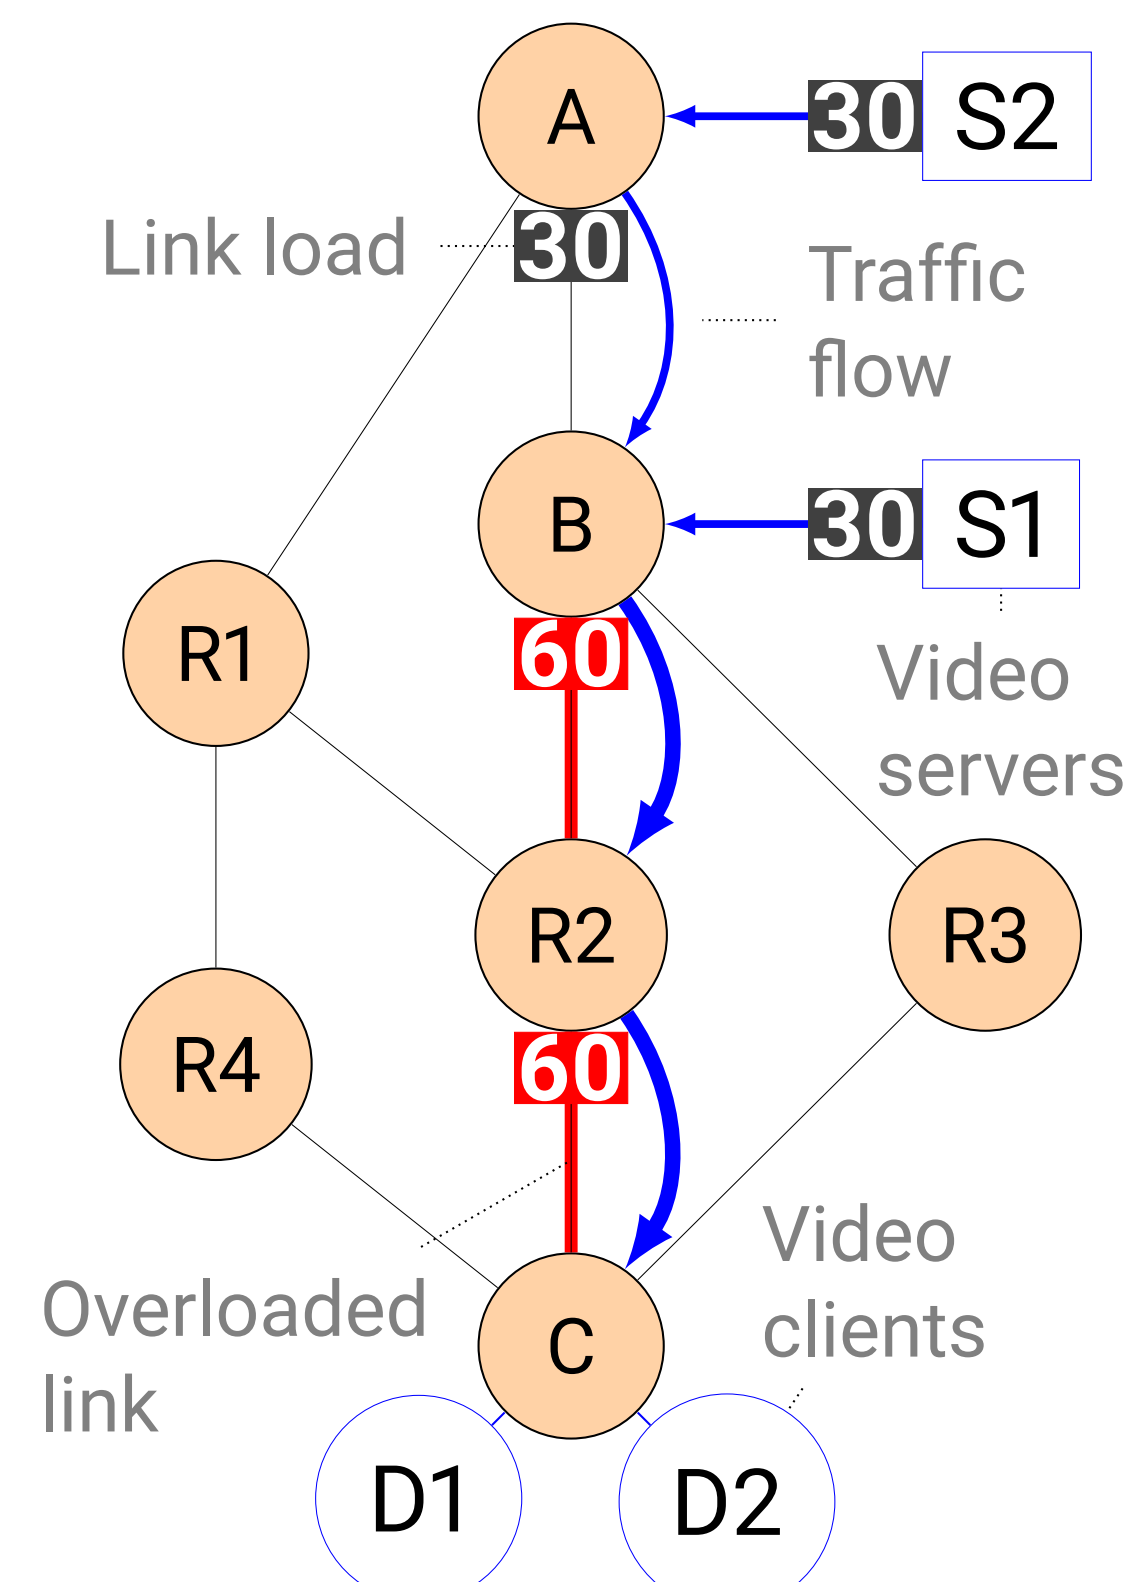 A
30
S2
Link load
30
Traffic
flow
B
30
S1
R1
60
Video
servers
R2
R3
R4
60
Video
clients
Overloaded
link
C
D1
D2